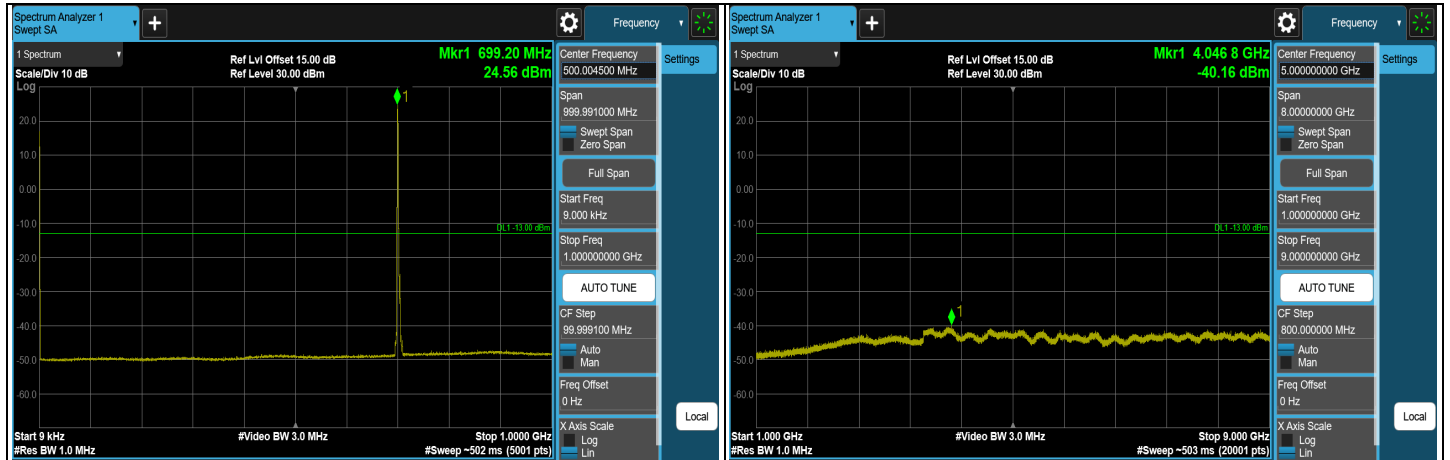 Spectrum Analyzer 1
Swept SA
+
Frequency
1 Spectrum
Scale/Div 10 dB
Log
Ref Lvl Offset 15.00 dB
Ref Level 30.00 dBm
Mkr1 699.20 MHz
24.56 dBm
1
20.0
10.0
0.00
-10.0
-20.0
-30.0
-40.0
-50.0
-60.0
DL1 -13.00 dBm
Start 9 kHz
#Res BW 1.0 MHz
#Video BW 3.0 MHz
Stop 1.0000 GHz
#Sweep ~502 ms (5001 pts)
Center Frequency
500.004500 MHz
Settings
Span
999.991000 MHz
Swept Span
Zero Span
Full Span
Start Freq
9.000 kHz
Stop Freq
1.000000000 GHz
AUTO TUNE
CF Step
99.999100 MHz
Auto
Man
Freq Offset
0 Hz
X Axis Scale
Log
Lin
Local
Spectrum Analyzer 1
Swept SA
+
Frequency
1 Spectrum
Scale/Div 10 dB
Log
Ref Lvl Offset 15.00 dB
Ref Level 30.00 dBm
Mkr1 4.046 8 GHz
-40.16 dBm
1
20.0
10.0
0.00
-10.0
-20.0
-30.0
-40.0
-50.0
-60.0
DL1 -13.00 dBm
Start 1.000 GHz
#Res BW 1.0 MHz
#Video BW 3.0 MHz
Stop 9.000 GHz
#Sweep ~503 ms (20001 pts)
Center Frequency
5.000000000 GHz
Settings
Span
8.00000000 GHz
Swept Span
Zero Span
Full Span
Start Freq
1.000000000 GHz
Stop Freq
9.000000000 GHz
AUTO TUNE
CF Step
800.000000 MHz
Auto
Man
Freq Offset
0 Hz
X Axis Scale
Log
Lin
Local